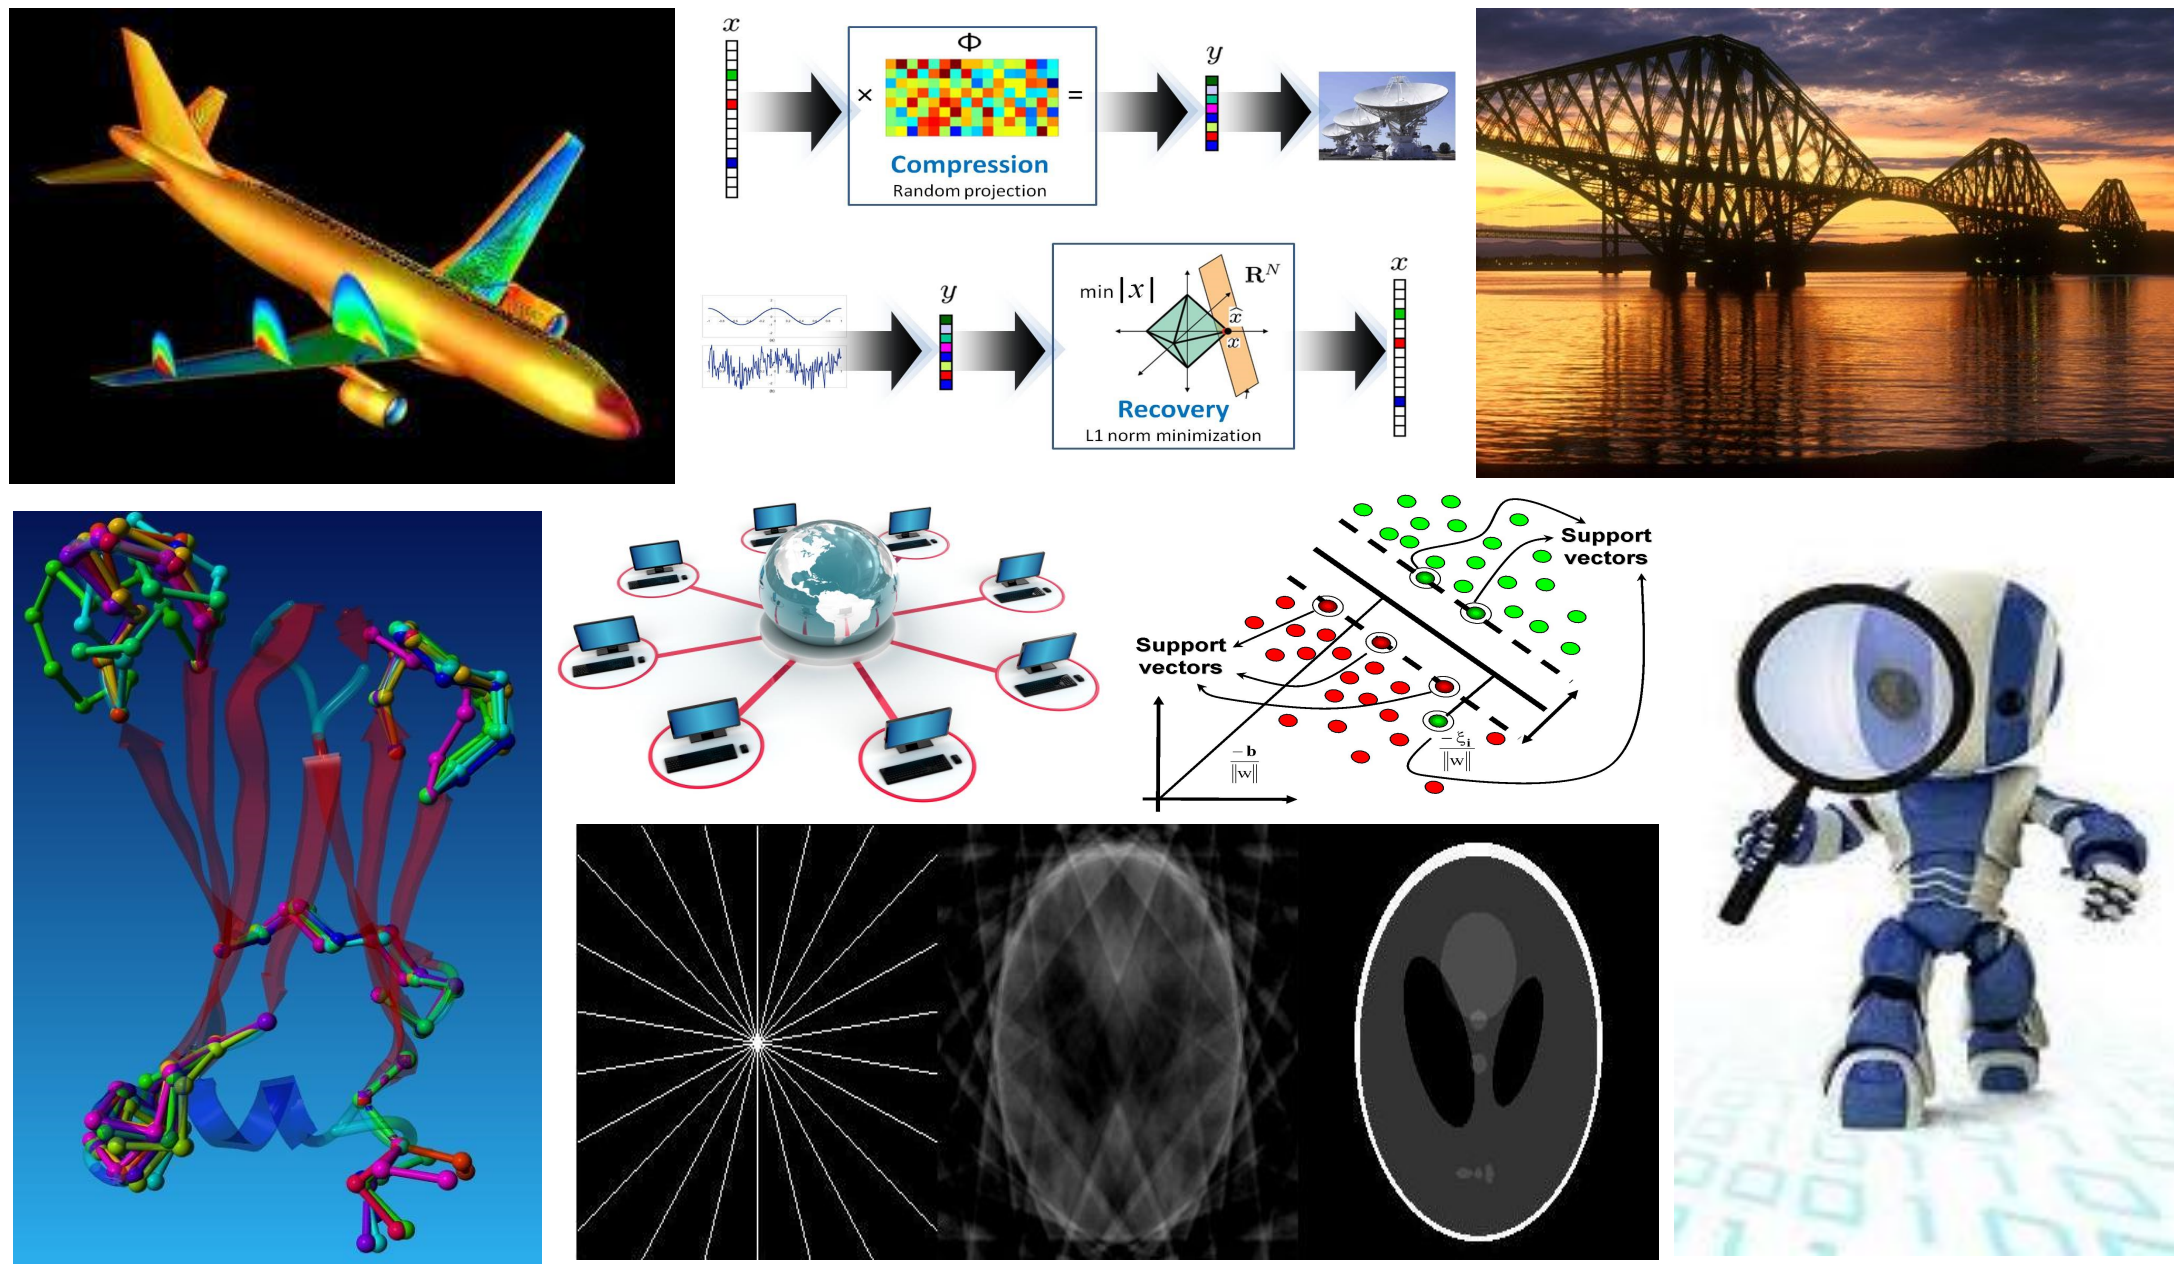 x
Φ
× =
Compression
Random projection
y
y
min|x|
R^N
x̂
x
Recovery
L1 norm minimization
x
Support
vectors
Support
vectors
−b
‖w‖
−ξi
‖w‖